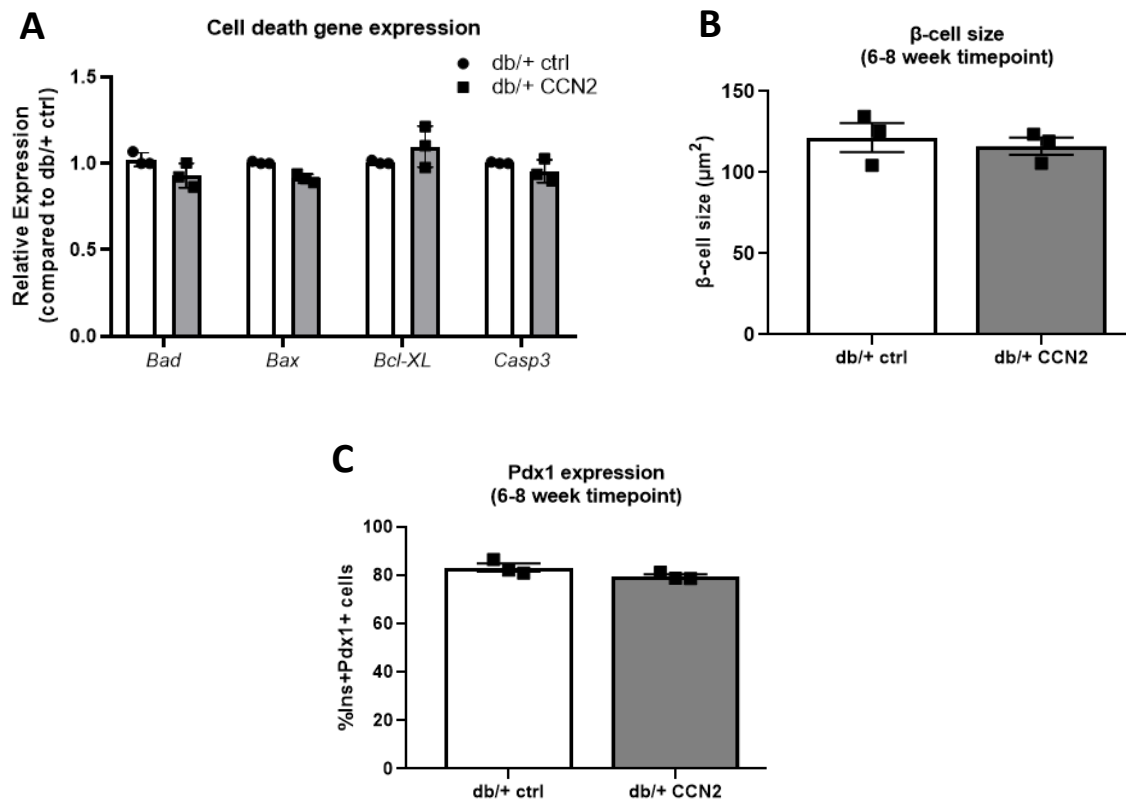 A
Cell death gene expression
db/+ ctrl
db/+ CCN2
Relative Expression
(compared to db/+ ctrl)
1.5
1.0
0.5
0.0
Bad
Bax
Bcl-XL
Casp3
B
β-cell size
(6-8 week timepoint)
β-cell size (µm²)
150
100
50
0
db/+ ctrl
db/+ CCN2
C
Pdx1 expression
(6-8 week timepoint)
%Ins+Pdx1+ cells
100
80
60
40
20
0
db/+ ctrl
db/+ CCN2